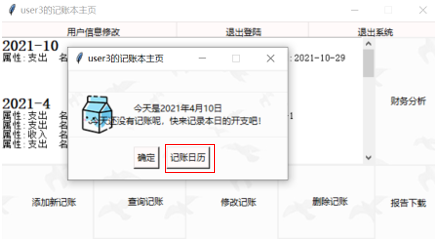 user3的记账本主页
用户信息修改 退出登陆 退出系统
2021-10
属性:支出 名
:2021-10-29
2021-4
属性:支出 名
属性:支出 名
属性:收入 名
属性:支出 名
财务分析
user3的记账本主页
今天是2021年4月10日
今天还没有记账呢,快来记录本日的开支吧!
确定 记账日历
添加新记账 查询记账 修改记账 删除记账 报告下载